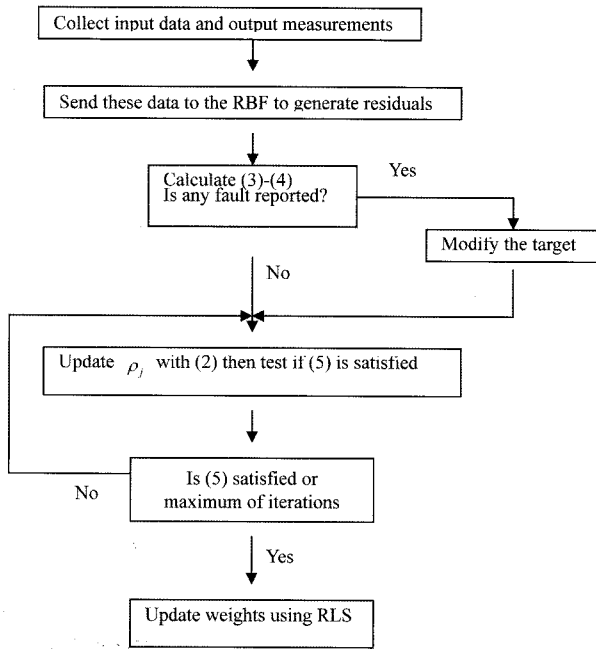 Collect input data and output measurements
Send these data to the RBF to generate residuals
Calculate (3)-(4)
Is any fault reported?
Yes
Modify the target
No
Update ρj with (2) then test if (5) is satisfied
Is (5) satisfied or
maximum of iterations
No
Yes
Update weights using RLS